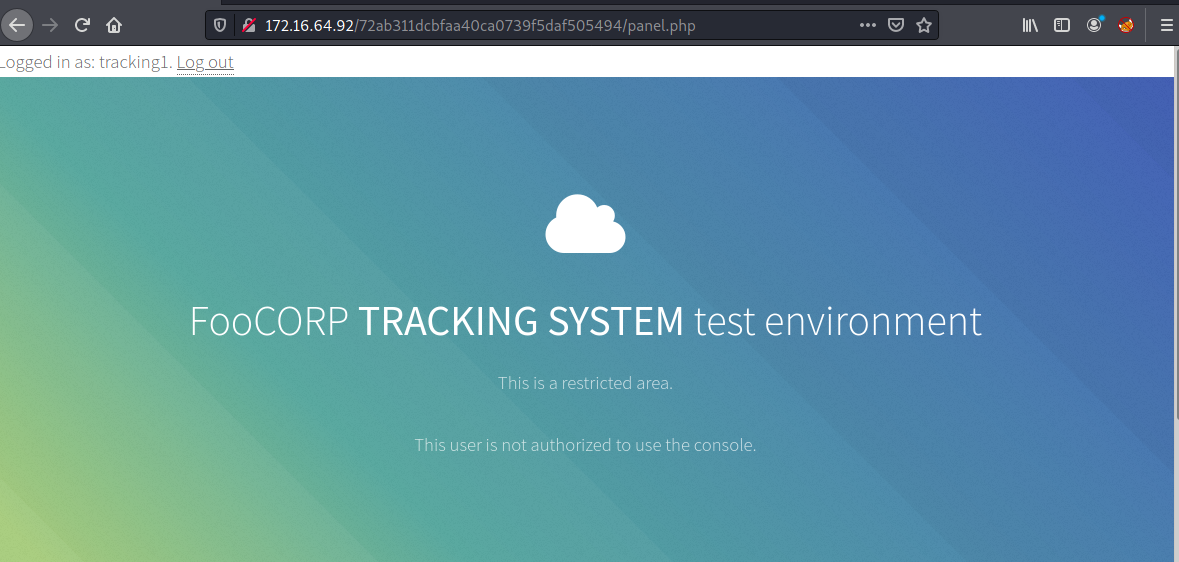 172.16.64.92/72ab311dcbfaa40ca0739f5daf505494/panel.php
Logged in as: tracking1. Log out
FooCORP TRACKING SYSTEM test environment
This is a restricted area.
This user is not authorized to use the console.